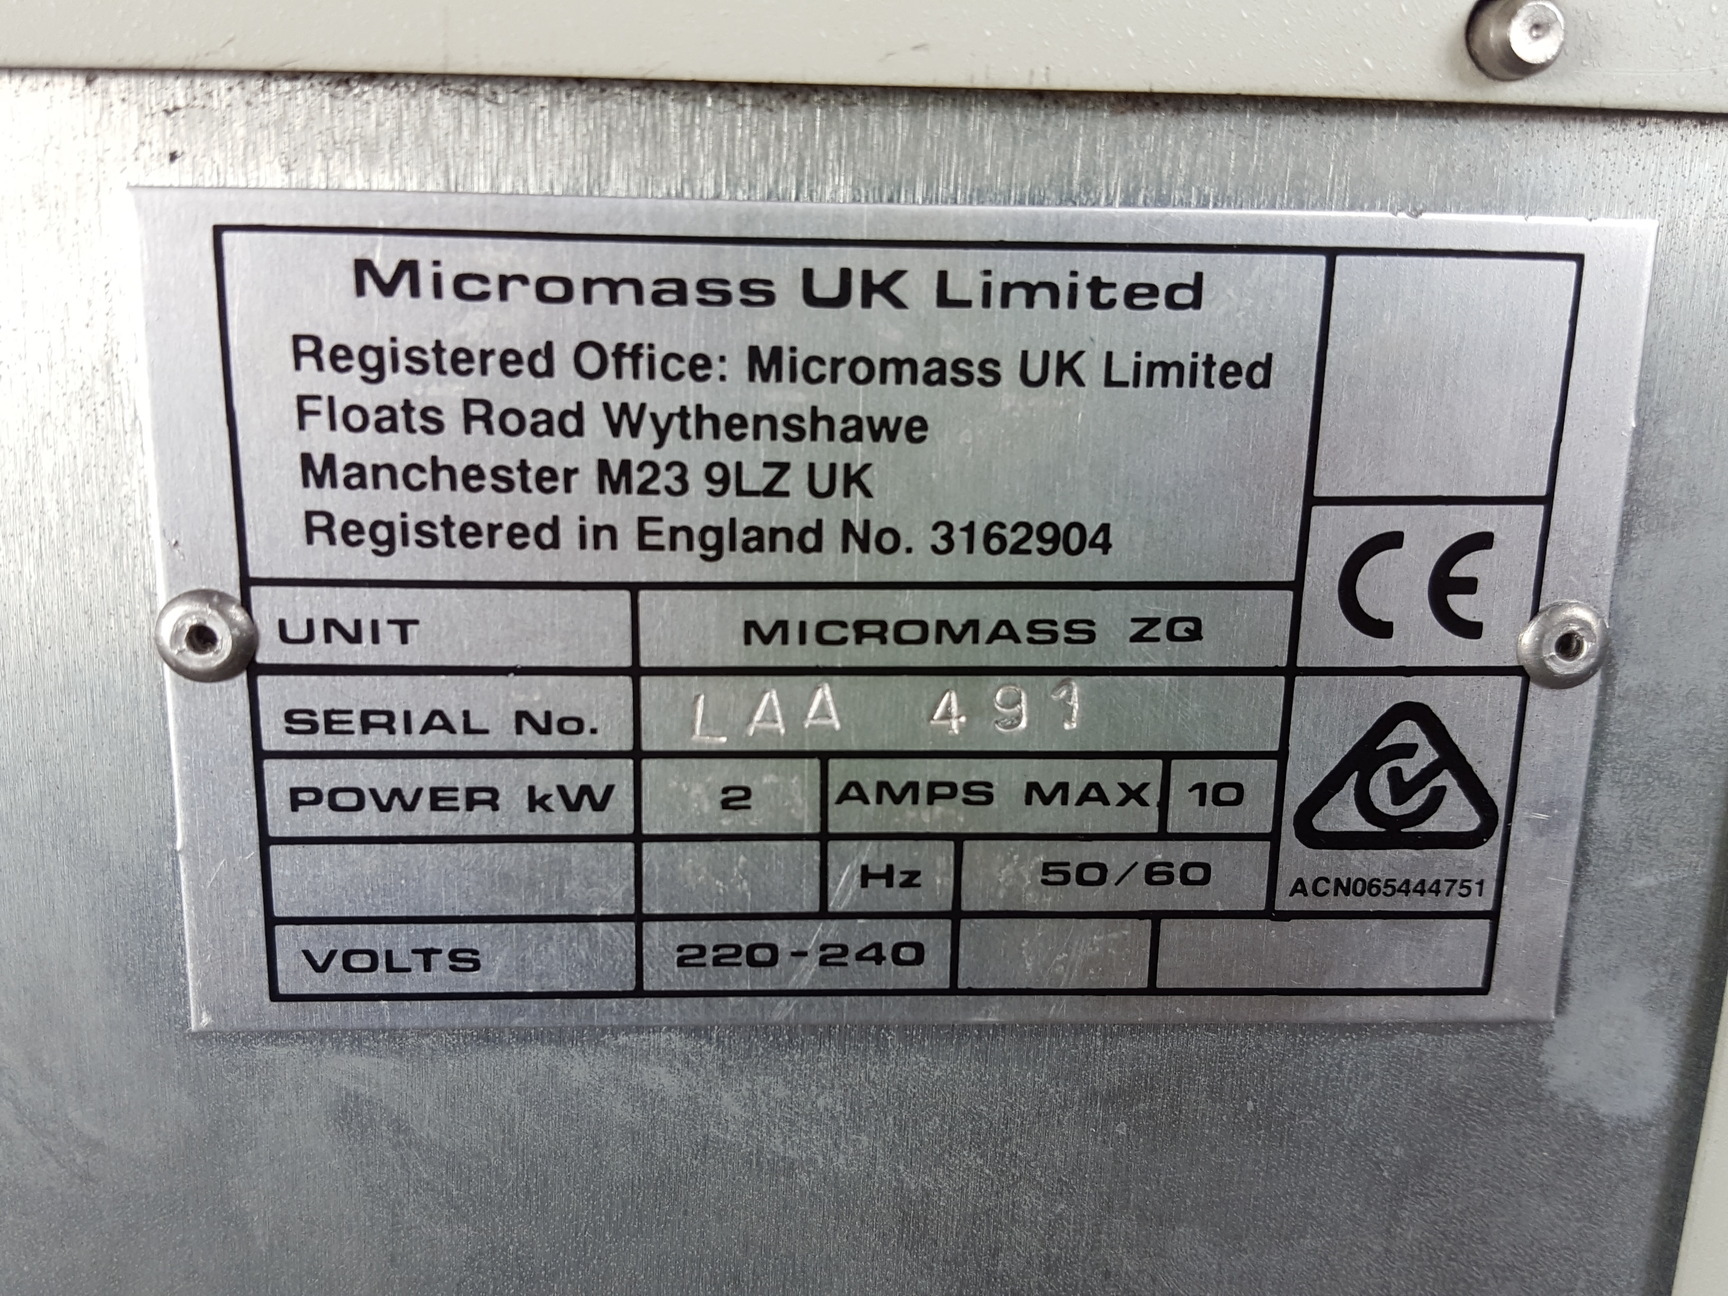 Micromass UK Limited
Registered Office: Micromass UK Limited
Floats Road Wythenshawe
Manchester M23 9LZ UK
Registered in England No. 3162904
CE
UNIT MICROMASS ZQ
SERIAL No. LAA
POWER kW 2 AMPS MAX 10
Hz 50/60
ACN065444751
VOLTS 220-240